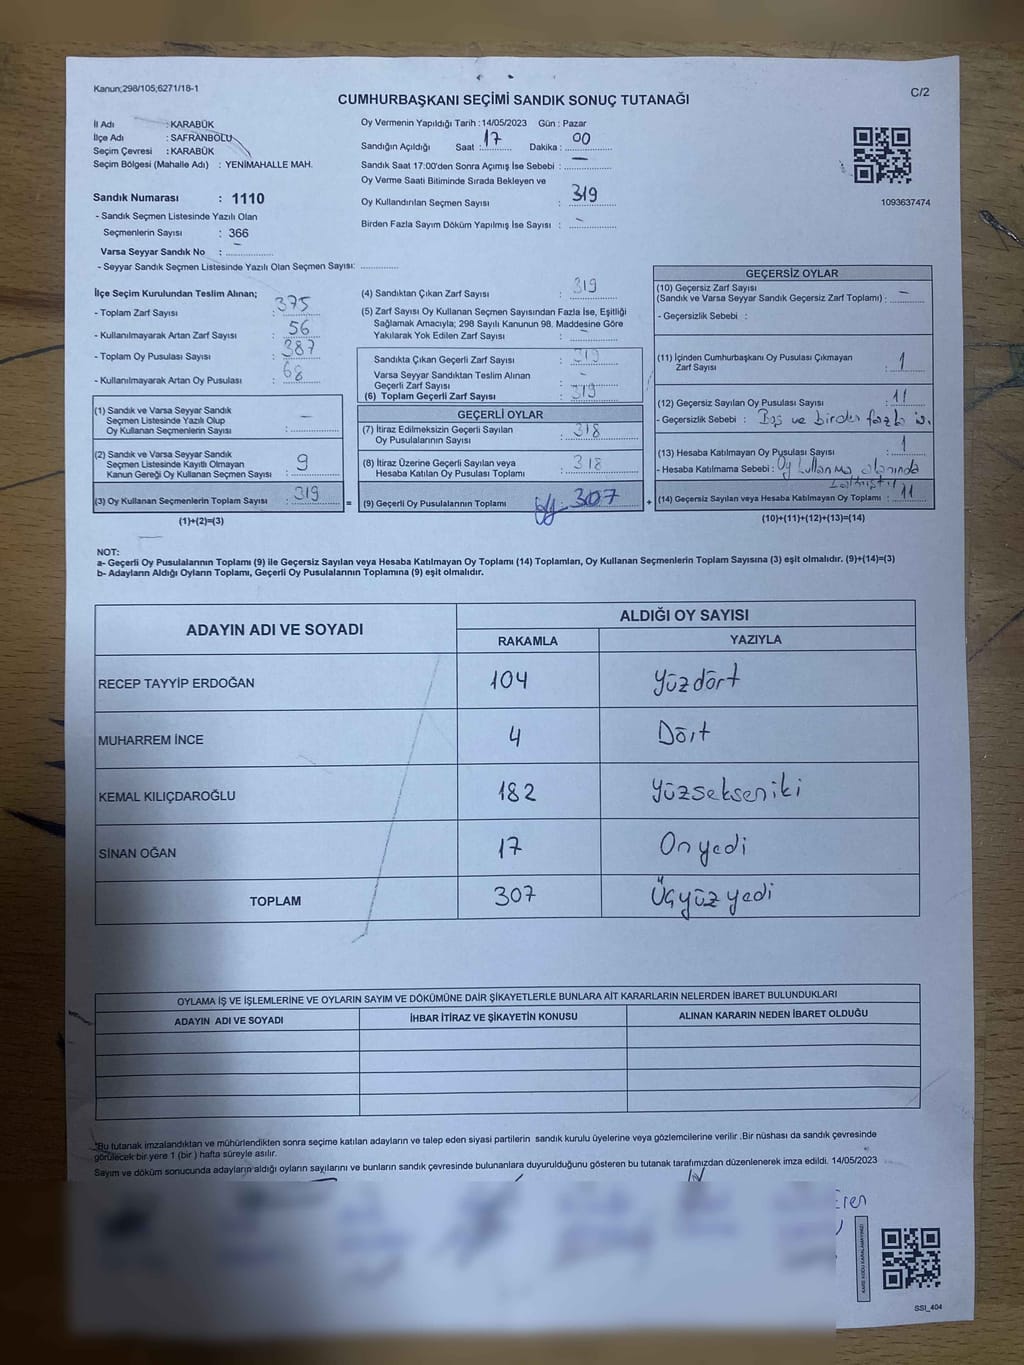 Kanun;298/105;6271/18-1
C/2
CUMHURBAŞKANI SEÇİMİ SANDIK SONUÇ TUTANAĞI
İl Adı : KARABÜK
İlçe Adı : SAFRANBOLU
Seçim Çevresi : KARABÜK
Seçim Bölgesi (Mahalle Adı) : YENİMAHALLE MAH.
Sandık Numarası : 1110
- Sandık Seçmen Listesinde Yazılı Olan
Seçmenlerin Sayısı : 366
Varsa Seyyar Sandık No : –
- Seyyar Sandık Seçmen Listesinde Yazılı Olan Seçmen Sayısı:
Oy Vermenin Yapıldığı Tarih : 14/05/2023 Gün : Pazar
Sandığın Açıldığı Saat : 17 Dakika : 00
Sandık Saat 17:00'den Sonra Açımış İse Sebebi : –
Oy Verme Saati Bitiminde Sırada Bekleyen ve
Oy Kullandırılan Seçmen Sayısı : 319
Birden Fazla Sayım Döküm Yapılmış İse Sayısı : –
1093637474
İlçe Seçim Kurulundan Teslim Alınan;
- Toplam Zarf Sayısı : 375
- Kullanılmayarak Artan Zarf Sayısı : 56
- Toplam Oy Pusulası Sayısı : 387
- Kullanılmayarak Artan Oy Pusulası : 68
(1) Sandık ve Varsa Seyyar Sandık
Seçmen Listesinde Yazılı Olup
Oy Kullanan Seçmenlerin Sayısı : –
(2) Sandık ve Varsa Seyyar Sandık
Seçmen Listesinde Kayıtlı Olmayan
Kanun Gereği Oy Kullanan Seçmen Sayısı : 9
(3) Oy Kullanan Seçmenlerin Toplam Sayısı : 319
(1)+(2)=(3)
=
(4) Sandıktan Çıkan Zarf Sayısı : 319
(5) Zarf Sayısı Oy Kullanan Seçmen Sayısından Fazla İse, Eşitliği
Sağlamak Amacıyla; 298 Sayılı Kanunun 98. Maddesine Göre
Yakılarak Yok Edilen Zarf Sayısı : –
Sandıkta Çıkan Geçerli Zarf Sayısı : 319
Varsa Seyyar Sandıktan Teslim Alınan
Geçerli Zarf Sayısı : –
(6) Toplam Geçerli Zarf Sayısı : 319
GEÇERLİ OYLAR
(7) İtiraz Edilmeksizin Geçerli Sayılan
Oy Pusulalarının Sayısı : 318
(8) İtiraz Üzerine Geçerli Sayılan veya
Hesaba Katılan Oy Pusulası Toplamı : 318
(9) Geçerli Oy Pusulalarının Toplamı 307
+
GEÇERSİZ OYLAR
(10) Geçersiz Zarf Sayısı
(Sandık ve Varsa Seyyar Sandık Geçersiz Zarf Toplamı) : –
- Geçersizlik Sebebi :
(11) İçinden Cumhurbaşkanı Oy Pusulası Çıkmayan
Zarf Sayısı : 1
(12) Geçersiz Sayılan Oy Pusulası Sayısı : 11
- Geçersizlik Sebebi : Boş ve birden fazla
(13) Hesaba Katılmayan Oy Pusulası Sayısı : 1
- Hesaba Katılmama Sebebi : Oy kullanma alanında
(14) Geçersiz Sayılan veya Hesaba Katılmayan Oy Toplamı : 11
(10)+(11)+(12)+(13)=(14)
NOT:
a- Geçerli Oy Pusulalarının Toplamı (9) ile Geçersiz Sayılan ve Hesaba Katılmayan Oy Toplamı (14) Toplamları, Oy Kullanan Seçmenlerin Toplam Sayısına (3) eşit olmalıdır. (9)+(14)=(3)
b- Adayların Aldığı Oyların Toplamı, Geçerli Oy Pusulalarının Toplamına (9) eşit olmalıdır.
ADAYIN ADI VE SOYADI
ALDIĞI OY SAYISI
RAKAMLA YAZIYLA
RECEP TAYYİP ERDOĞAN 104 Yüzdört
MUHARREM İNCE 4 Dört
KEMAL KILIÇDAROĞLU 182 Yüzsekseniki
SİNAN OĞAN 17 Onyedi
TOPLAM 307 Üçyüz yedi
OYLAMA İŞ VE İŞLEMLERİNE VE OYLARIN SAYIM VE DÖKÜMÜNE DAİR ŞİKAYETLERLE BUNLARA AİT KARARLARIN NELERDEN İBARET BULUNDUKLARI
ADAYIN ADI VE SOYADI İHBAR İTİRAZ VE ŞİKAYETİN KONUSU ALINAN KARARIN NEDEN İBARET OLDUĞU
*Bu tutanak imzalandıktan ve mühürlendikten sonra seçime katılan adayların ve talep eden siyasi partilerin sandık kurulu üyelerine veya gözlemcilerine verilir .Bir nüshası da sandık çevresinde
görülecek bir yere 1 (bir ) hafta süreyle asılır.
Sayım ve döküm sonucunda adayların aldığı oyların sayılarını ve bunların sandık çevresinde bulunanlara duyurulduğunu gösteren bu tutanak tarafımızdan düzenlenerek imza edildi. 14/05/2023
Eren
KARE KODU KARALAMAYINIZ!
SSI_404